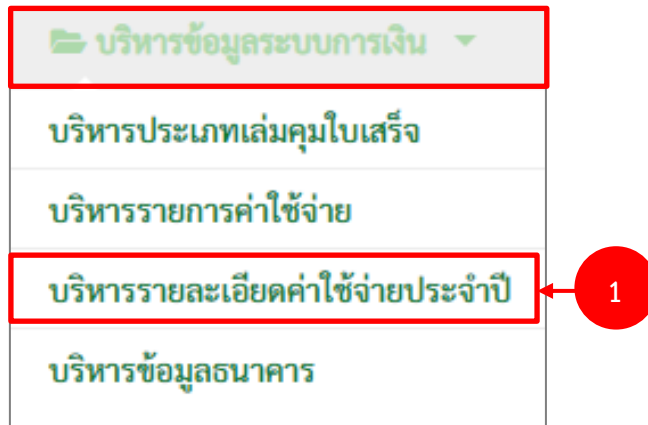 บริหารข้อมูลระบบการเงิน
บริหารประเภทเล่มคุมใบเสร็จ
บริหารรายการค่าใช้จ่าย
บริหารรายละเอียดค่าใช้จ่ายประจำปี
1
บริหารข้อมูลธนาคาร